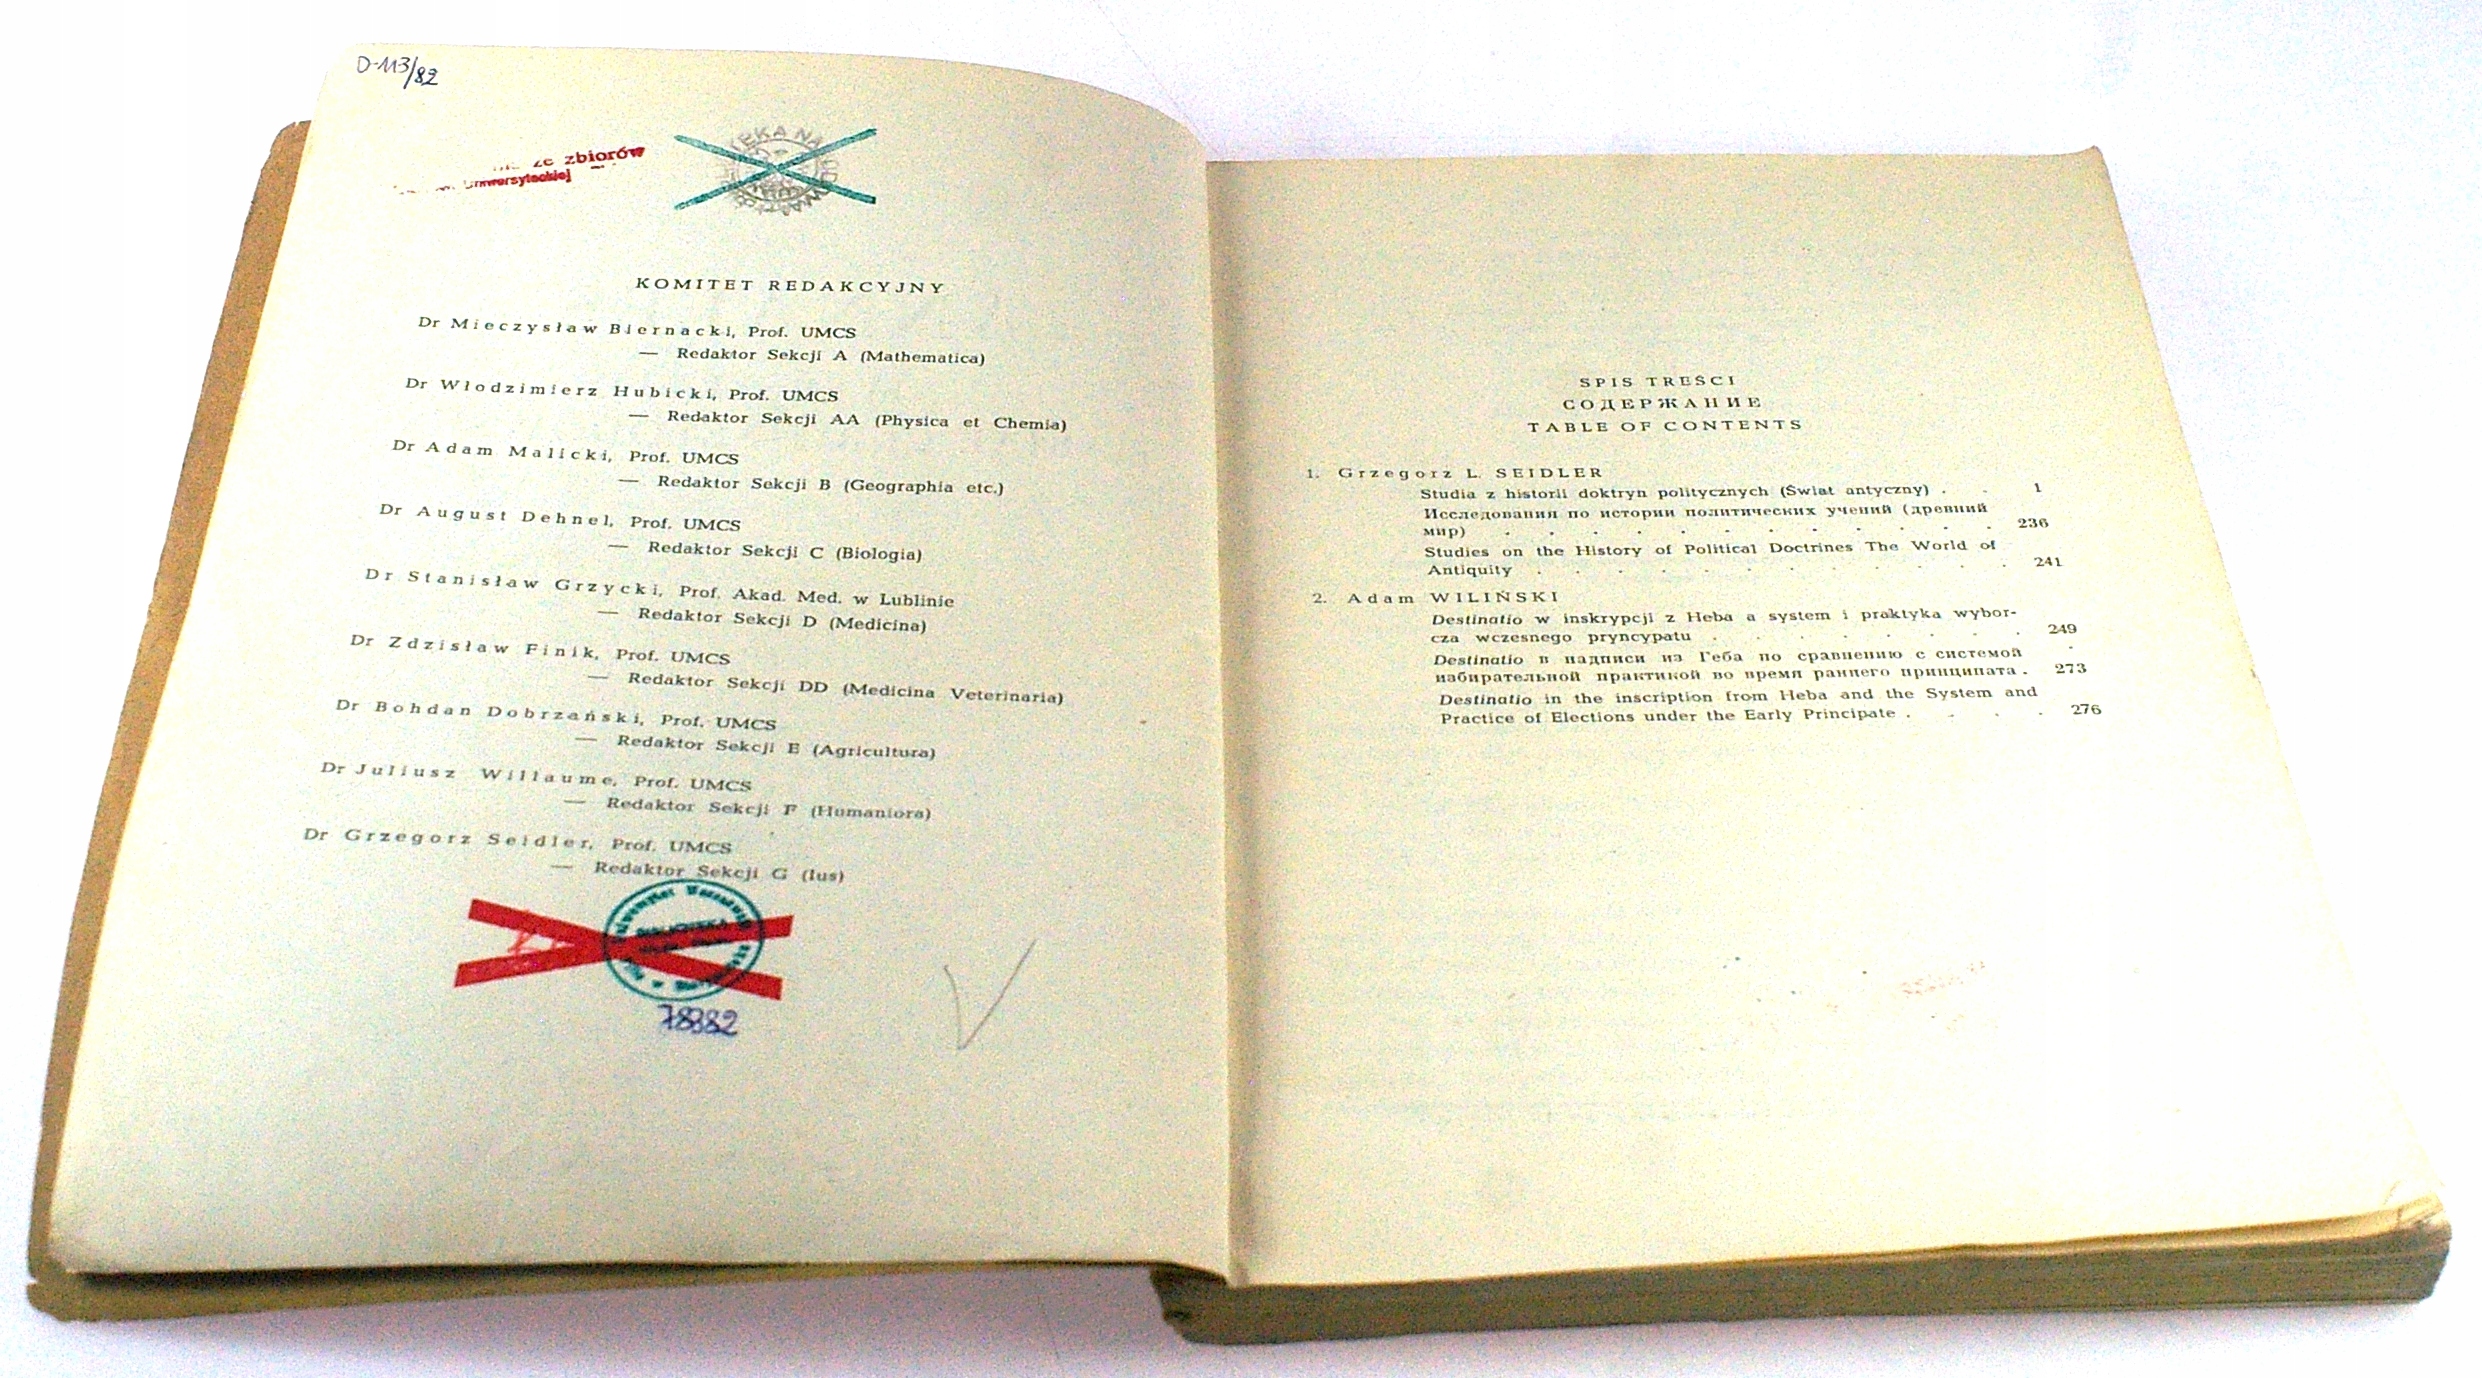 D-113/82
ze zbiorów
Uniwersyteckiej
KOMITET REDAKCYJNY
Dr Mieczysław Biernacki, Prof. UMCS
— Redaktor Sekcji A (Mathematica)
Dr Włodzimierz Hubicki, Prof. UMCS
— Redaktor Sekcji AA (Physica et Chemia)
Dr Adam Malicki, Prof. UMCS
— Redaktor Sekcji B (Geographia etc.)
Dr August Dehnel, Prof. UMCS
— Redaktor Sekcji C (Biologia)
Dr Stanisław Grzycki, Prof. Akad. Med. w Lublinie
— Redaktor Sekcji D (Medicina)
Dr Zdzisław Finik, Prof. UMCS
— Redaktor Sekcji DD (Medicina Veterinaria)
Dr Bohdan Dobrzański, Prof. UMCS
— Redaktor Sekcji E (Agricultura)
Dr Juliusz Willaume, Prof. UMCS
— Redaktor Sekcji F (Humaniora)
Dr Grzegorz Seidler, Prof. UMCS
— Redaktor Sekcji G (Ius)
BIBLIOTEKA
78882
SPIS TREŚCI
СОДЕРЖАНИЕ
TABLE OF CONTENTS
1. Grzegorz L. SEIDLER
Studia z historii doktryn politycznych (Świat antyczny) . . 1
Исследования по истории политических учений (древний
мир) . . . . . . . . . . . . 236
Studies on the History of Political Doctrines The World of
Antiquity . . . . . . . . . . . . 241
2. Adam WILIŃSKI
Destinatio w inskrypcji z Heba a system i praktyka wybor-
cza wczesnego pryncypatu . . . . . . . . 249
Destinatio в надписи из Геба по сравнению с системой
избирательной практикой во время раннего принципата . 273
Destinatio in the inscription from Heba and the System and
Practice of Elections under the Early Principate . . . . 276